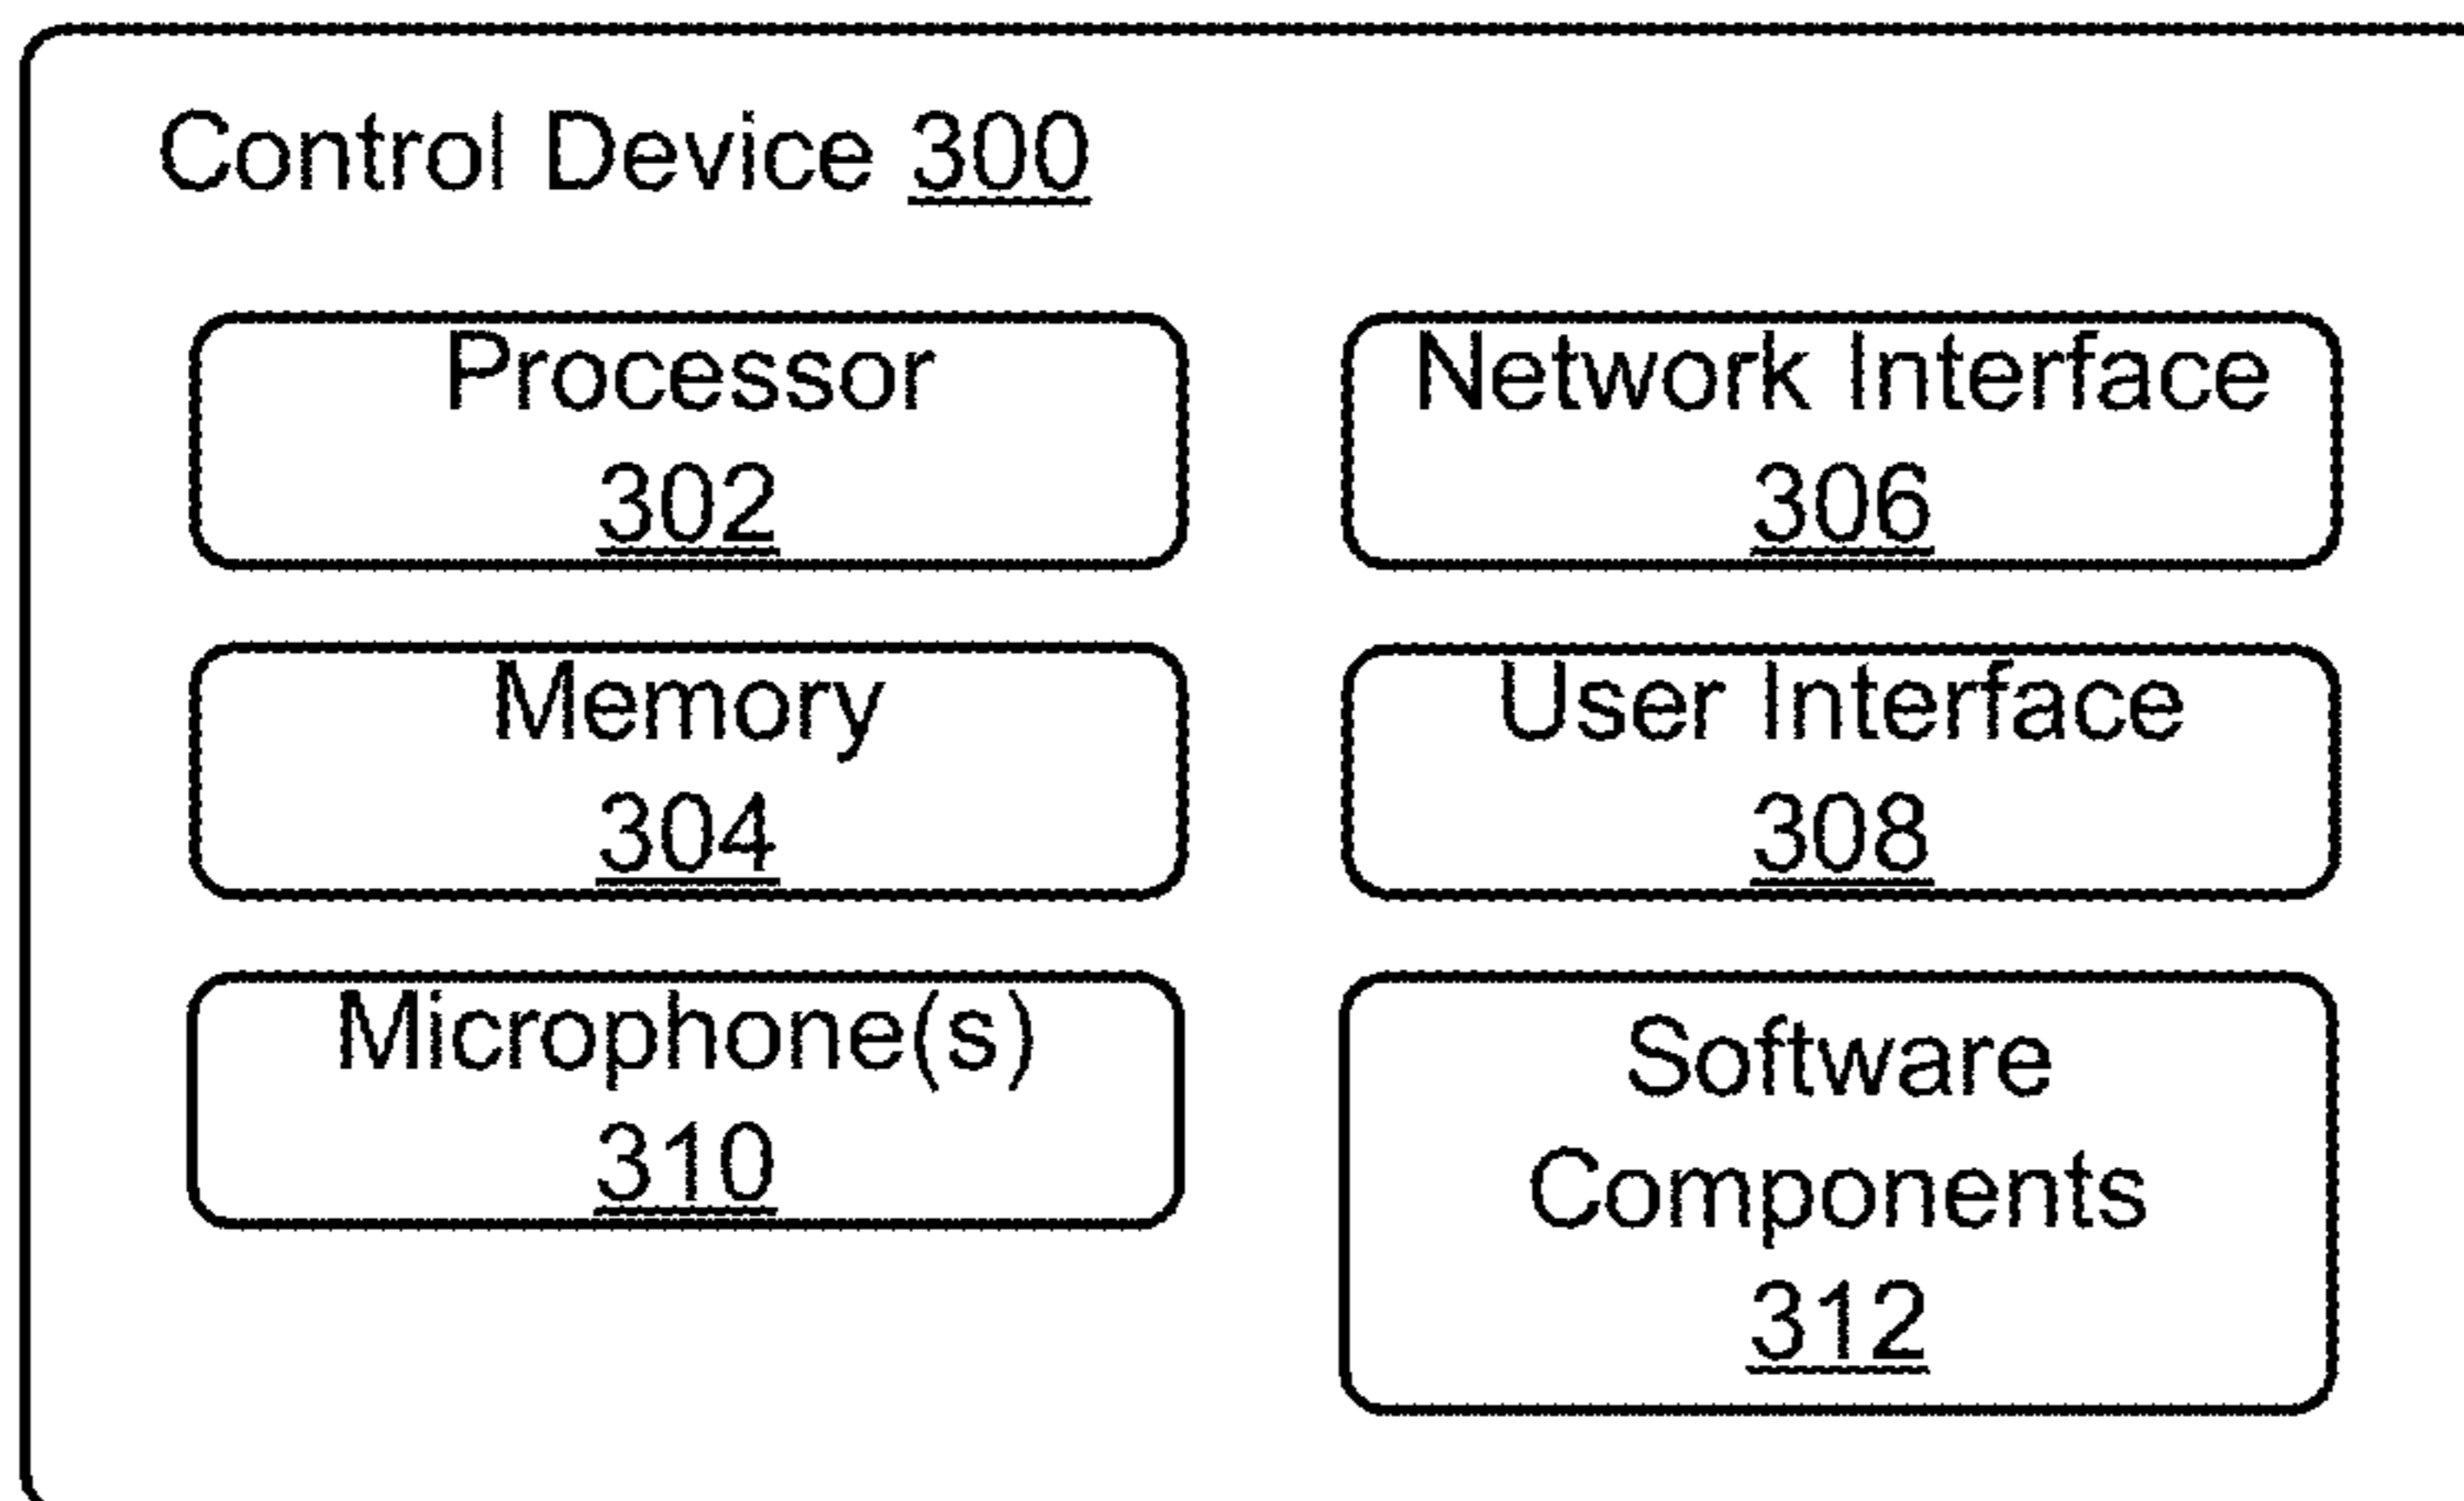 Control Device 300
Processor
302
Network Interface
306
Memory
304
User Interface
308
Microphone(s)
310
Software
Components
312